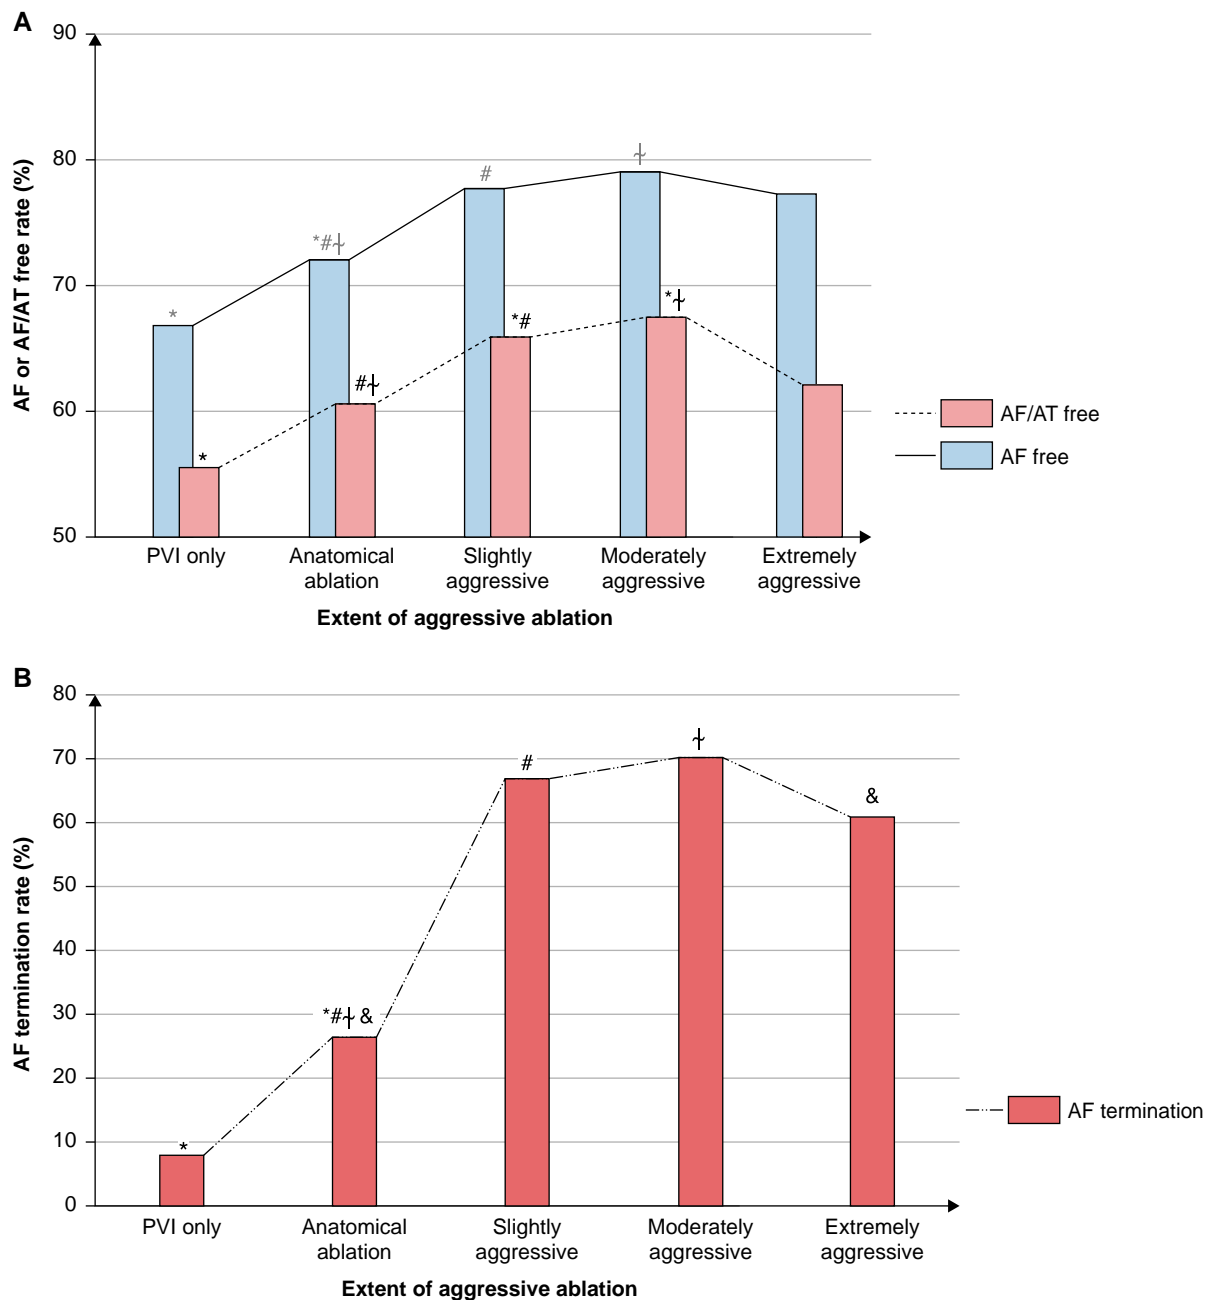 A
AF or AF/AT free rate (%)
90
80
70
60
50
*
*#⍭
#
⍭
*
#⍭
*#
*⍭
PVI only
Anatomical
ablation
Slightly
aggressive
Moderately
aggressive
Extremely
aggressive
Extent of aggressive ablation
AF/AT free
AF free
B
AF termination rate (%)
80
70
60
50
40
30
20
10
0
*
*#⍭ &
#
⍭
&
PVI only
Anatomical
ablation
Slightly
aggressive
Moderately
aggressive
Extremely
aggressive
Extent of aggressive ablation
AF termination